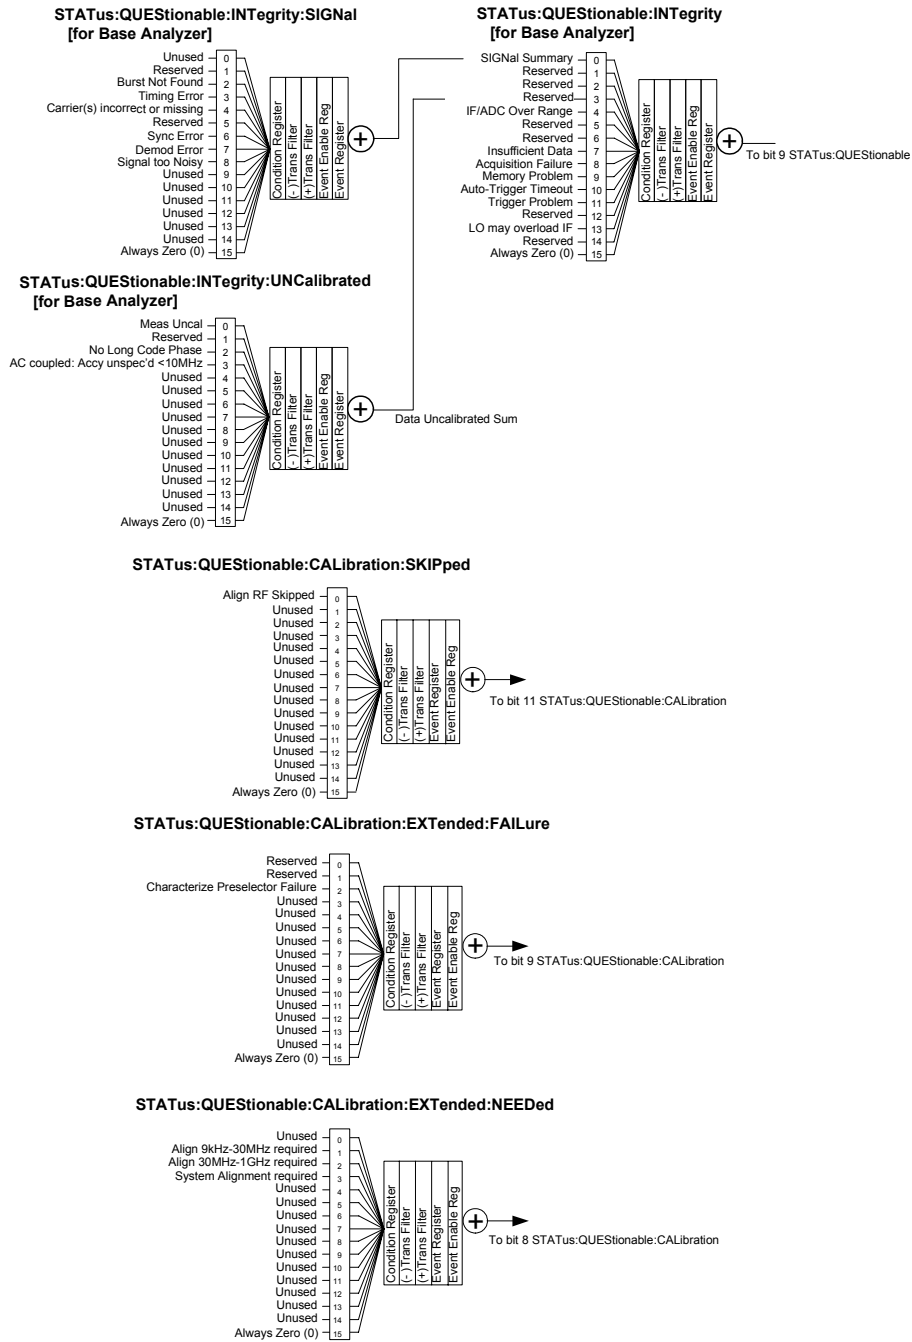 STATus:QUEStionable:INTegrity:SIGNal
[for Base Analyzer]
Unused 0
Reserved 1
Burst Not Found 2
Timing Error 3
Carrier(s) incorrect or missing 4
Reserved 5
Sync Error 6
Demod Error 7
Signal too Noisy 8
Unused 9
Unused 10
Unused 11
Unused 12
Unused 13
Unused 14
Always Zero (0) 15
Condition Register
(-)Trans Filter
(+)Trans Filter
Event Enable Reg
Event Register
+
STATus:QUEStionable:INTegrity
[for Base Analyzer]
SIGNal Summary 0
Reserved 1
Reserved 2
Reserved 3
IF/ADC Over Range 4
Reserved 5
Reserved 6
Insufficient Data 7
Acquisition Failure 8
Memory Problem 9
Auto-Trigger Timeout 10
Trigger Problem 11
Reserved 12
LO may overload IF 13
Reserved 14
Always Zero (0) 15
Condition Register
(-)Trans Filter
(+)Trans Filter
Event Enable Reg
Event Register
+
To bit 9 STATus:QUEStionable
STATus:QUEStionable:INTegrity:UNCalibrated
[for Base Analyzer]
Meas Uncal 0
Reserved 1
No Long Code Phase 2
AC coupled: Accy unspec'd <10MHz 3
Unused 4
Unused 5
Unused 6
Unused 7
Unused 8
Unused 9
Unused 10
Unused 11
Unused 12
Unused 13
Unused 14
Always Zero (0) 15
Condition Register
(-)Trans Filter
(+)Trans Filter
Event Enable Reg
Event Register
+
Data Uncalibrated Sum
STATus:QUEStionable:CALibration:SKIPped
Align RF Skipped 0
Unused 1
Unused 2
Unused 3
Unused 4
Unused 5
Unused 6
Unused 7
Unused 8
Unused 9
Unused 10
Unused 11
Unused 12
Unused 13
Unused 14
Always Zero (0) 15
Condition Register
(-)Trans Filter
(+)Trans Filter
Event Register
Event Enable Reg
+
To bit 11 STATus:QUEStionable:CALibration
STATus:QUEStionable:CALibration:EXTended:FAILure
Reserved 0
Reserved 1
Characterize Preselector Failure 2
Unused 3
Unused 4
Unused 5
Unused 6
Unused 7
Unused 8
Unused 9
Unused 10
Unused 11
Unused 12
Unused 13
Unused 14
Always Zero (0) 15
Condition Register
(-)Trans Filter
(+)Trans Filter
Event Register
Event Enable Reg
+
To bit 9 STATus:QUEStionable:CALibration
STATus:QUEStionable:CALibration:EXTended:NEEDed
Unused 0
Align 9kHz-30MHz required 1
Align 30MHz-1GHz required 2
System Alignment required 3
Unused 4
Unused 5
Unused 6
Unused 7
Unused 8
Unused 9
Unused 10
Unused 11
Unused 12
Unused 13
Unused 14
Always Zero (0) 15
Condition Register
(-)Trans Filter
(+)Trans Filter
Event Register
Event Enable Reg
+
To bit 8 STATus:QUEStionable:CALibration